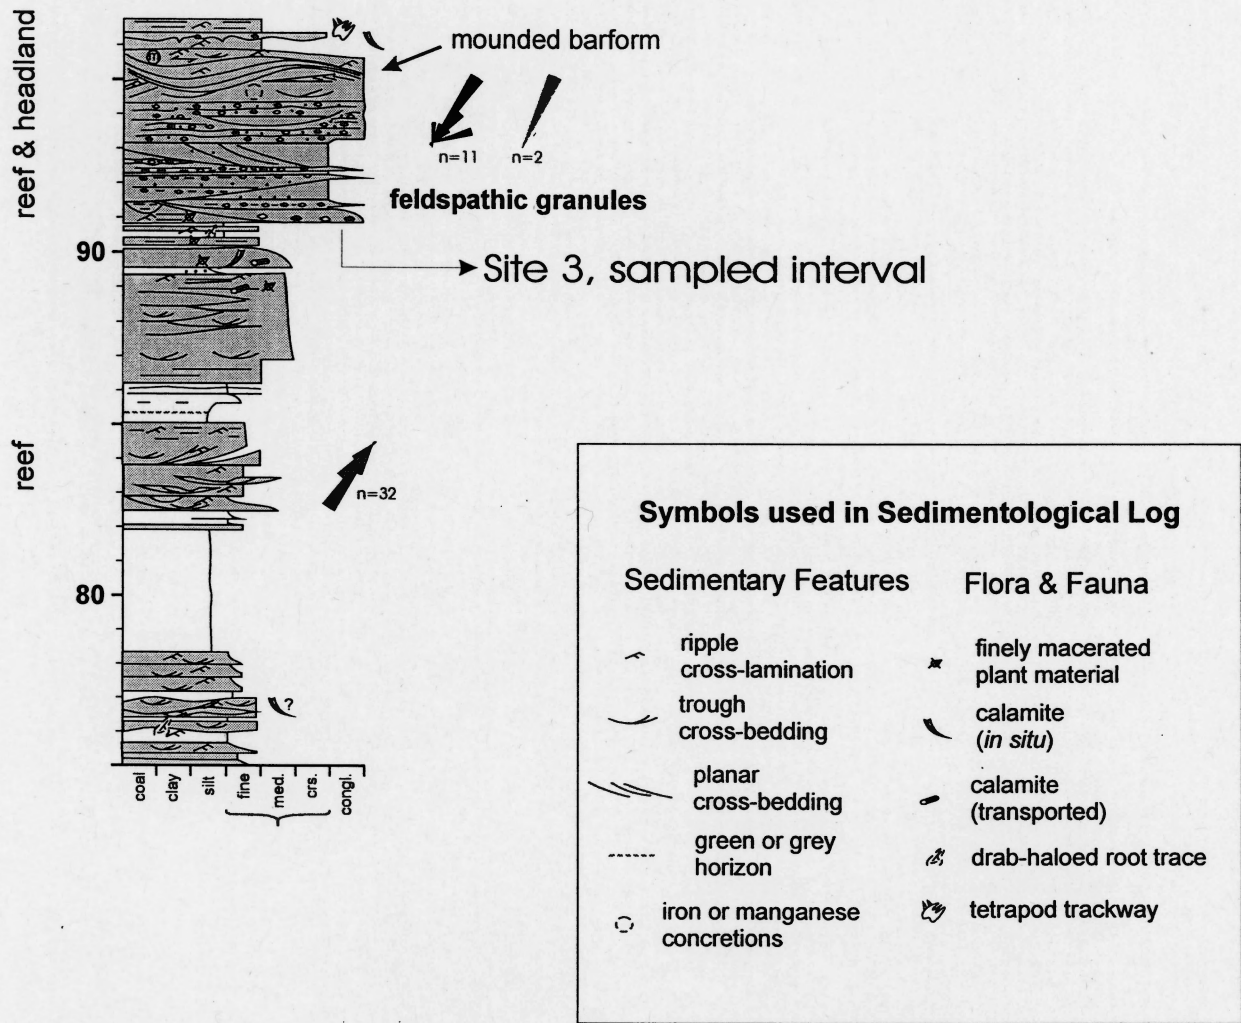 reef & headland
mounded barform
n=11
n=2
feldspathic granules
90
Site 3, sampled interval
reef
n=32
80
?
coal
clay
silt
fine
med.
crs.
congl.
Symbols used in Sedimentological Log
Sedimentary Features
Flora & Fauna
ripple
cross-lamination
trough
cross-bedding
planar
cross-bedding
green or grey
horizon
iron or manganese
concretions
finely macerated
plant material
calamite
(in situ)
calamite
(transported)
drab-haloed root trace
tetrapod trackway